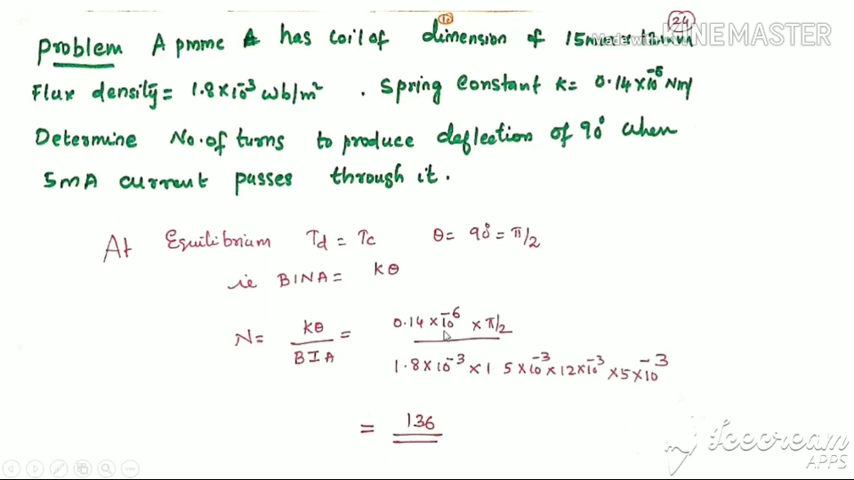 12
24
Problem A pmmc A has coil of dimension of 15mm x 12mm
Made with KINEMASTER
Flux density = 1.8×10⁻³ wb/m² . Spring Constant k = 0.14×10⁻⁶ Nm/
Determine No. of turns to produce deflection of 90° when
5mA current passes through it.
At Equilibrium Td = Tc θ = 90° = π/2
ie BINA = Kθ
N = Kθ / BIA = 0.14×10⁻⁶ × π/2 / 1.8×10⁻³ × 1 5×10⁻³ × 12×10⁻³ × 5×10⁻³
= 136
Icecream
APPS